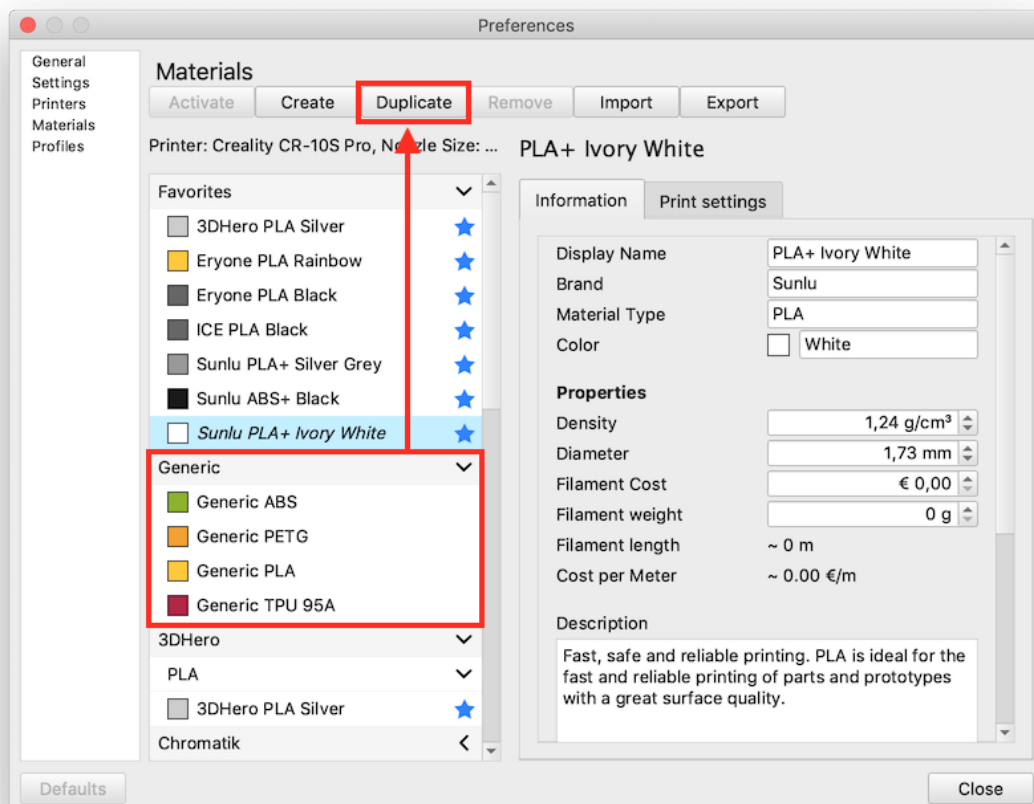 Preferences
General
Settings
Printers
Materials
Profiles
Materials
Activate
Create
Duplicate
Remove
Import
Export
Printer: Creality CR-10S Pro, Nozzle Size: ...
Favorites
3DHero PLA Silver
Eryone PLA Rainbow
Eryone PLA Black
ICE PLA Black
Sunlu PLA+ Silver Grey
Sunlu ABS+ Black
Sunlu PLA+ Ivory White
Generic
Generic ABS
Generic PETG
Generic PLA
Generic TPU 95A
3DHero
PLA
3DHero PLA Silver
Chromatik
PLA+ Ivory White
Information
Print settings
Display Name PLA+ Ivory White
Brand Sunlu
Material Type PLA
Color White
Properties
Density 1,24 g/cm³
Diameter 1,73 mm
Filament Cost € 0,00
Filament weight 0 g
Filament length ~ 0 m
Cost per Meter ~ 0.00 €/m
Description
Fast, safe and reliable printing. PLA is ideal for the
fast and reliable printing of parts and prototypes
with a great surface quality.
Defaults
Close